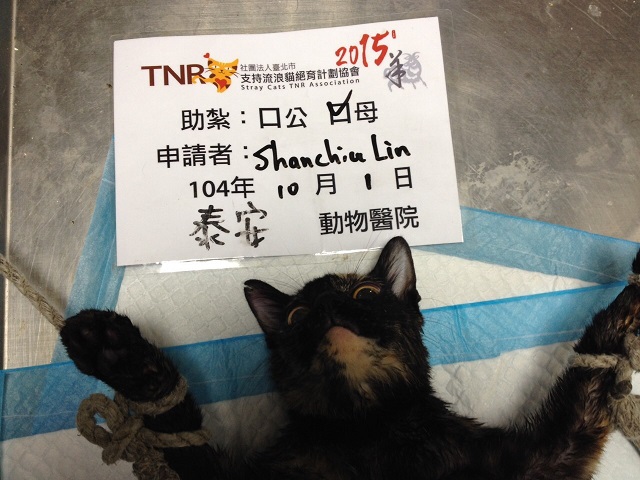 TNR 社團法人臺北市
支持流浪貓絕育計劃協會
Stray Cats TNR Association
2015' 羊
助紮：口公 口母
申請者：Shanchiu Lin
104年 10 月 1 日
泰安 動物醫院